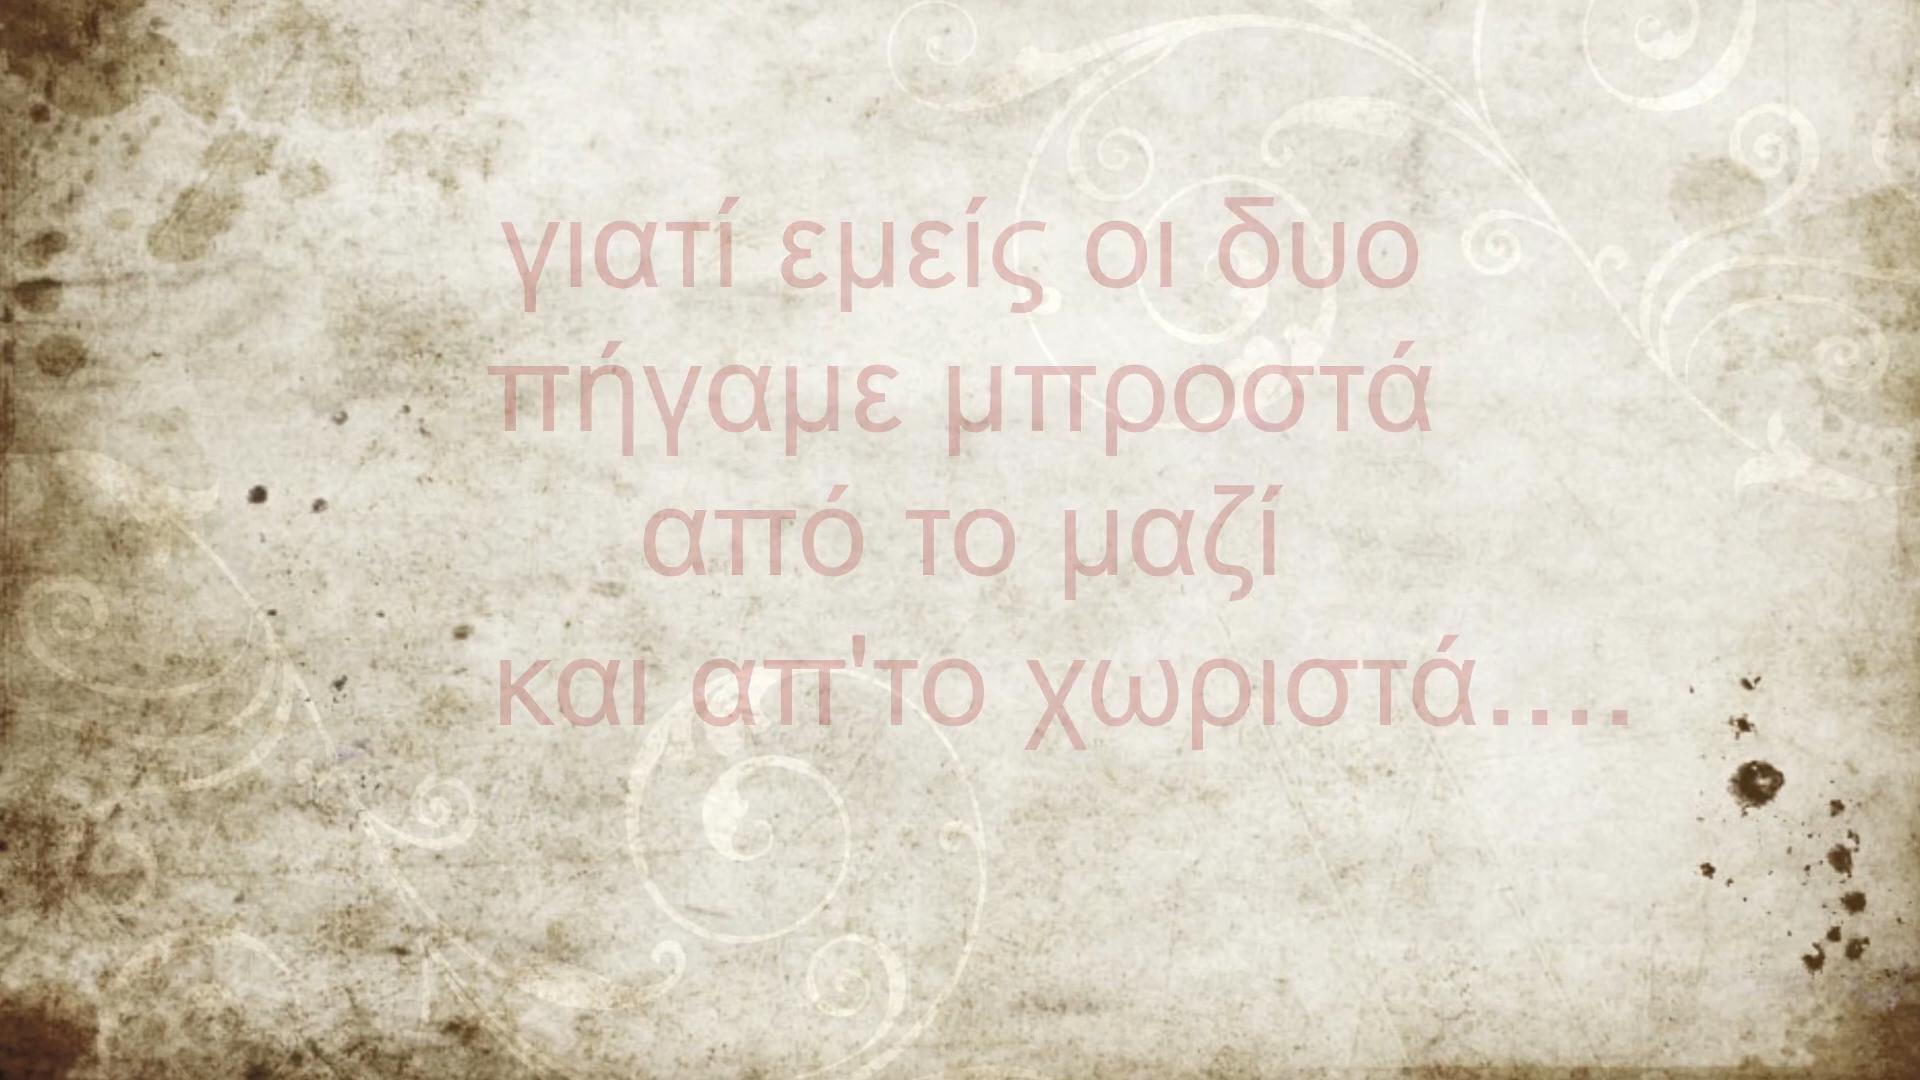 γιατί εμείς οι δυο
πήγαμε μπροστά
από το μαζί
και απ'το χωριστά....